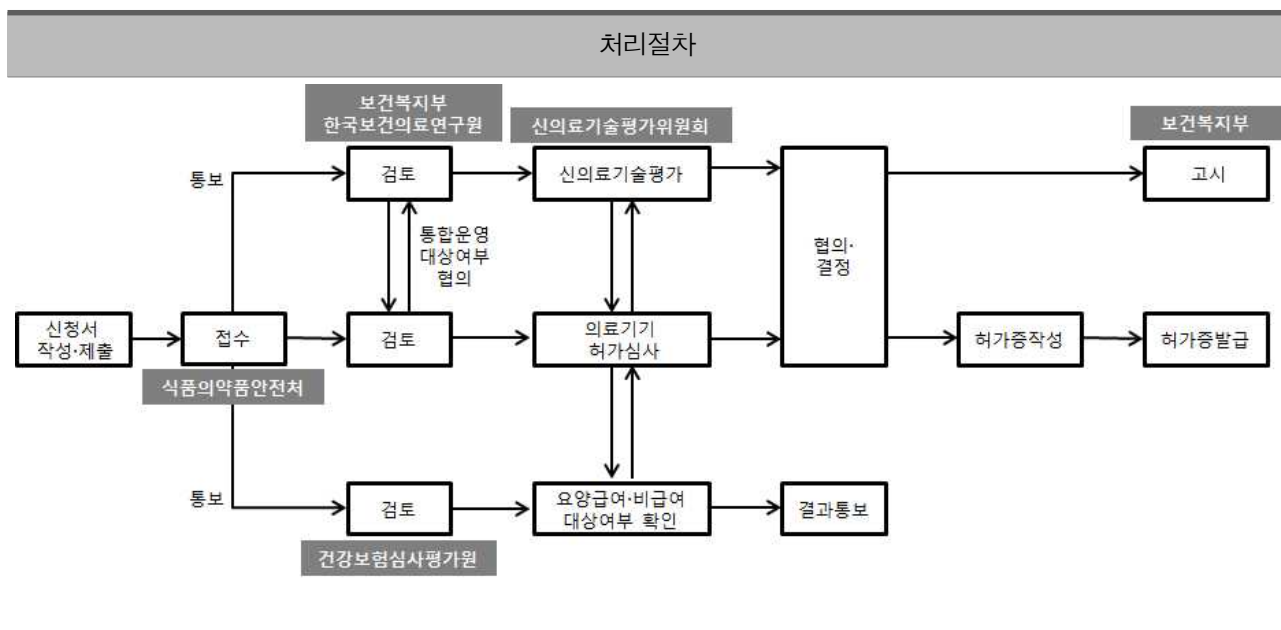 처리절차
보건복지부
한국보건의료연구원
신의료기술평가위원회
보건복지부
통보
검토
신의료기술평가
고시
통합운영
대상여부
협의
협의·
결정
신청서
작성·제출
접수
검토
의료기기
허가심사
허가증작성
허가증발급
식품의약품안전처
통보
검토
요양급여·비급여
대상여부 확인
결과통보
건강보험심사평가원